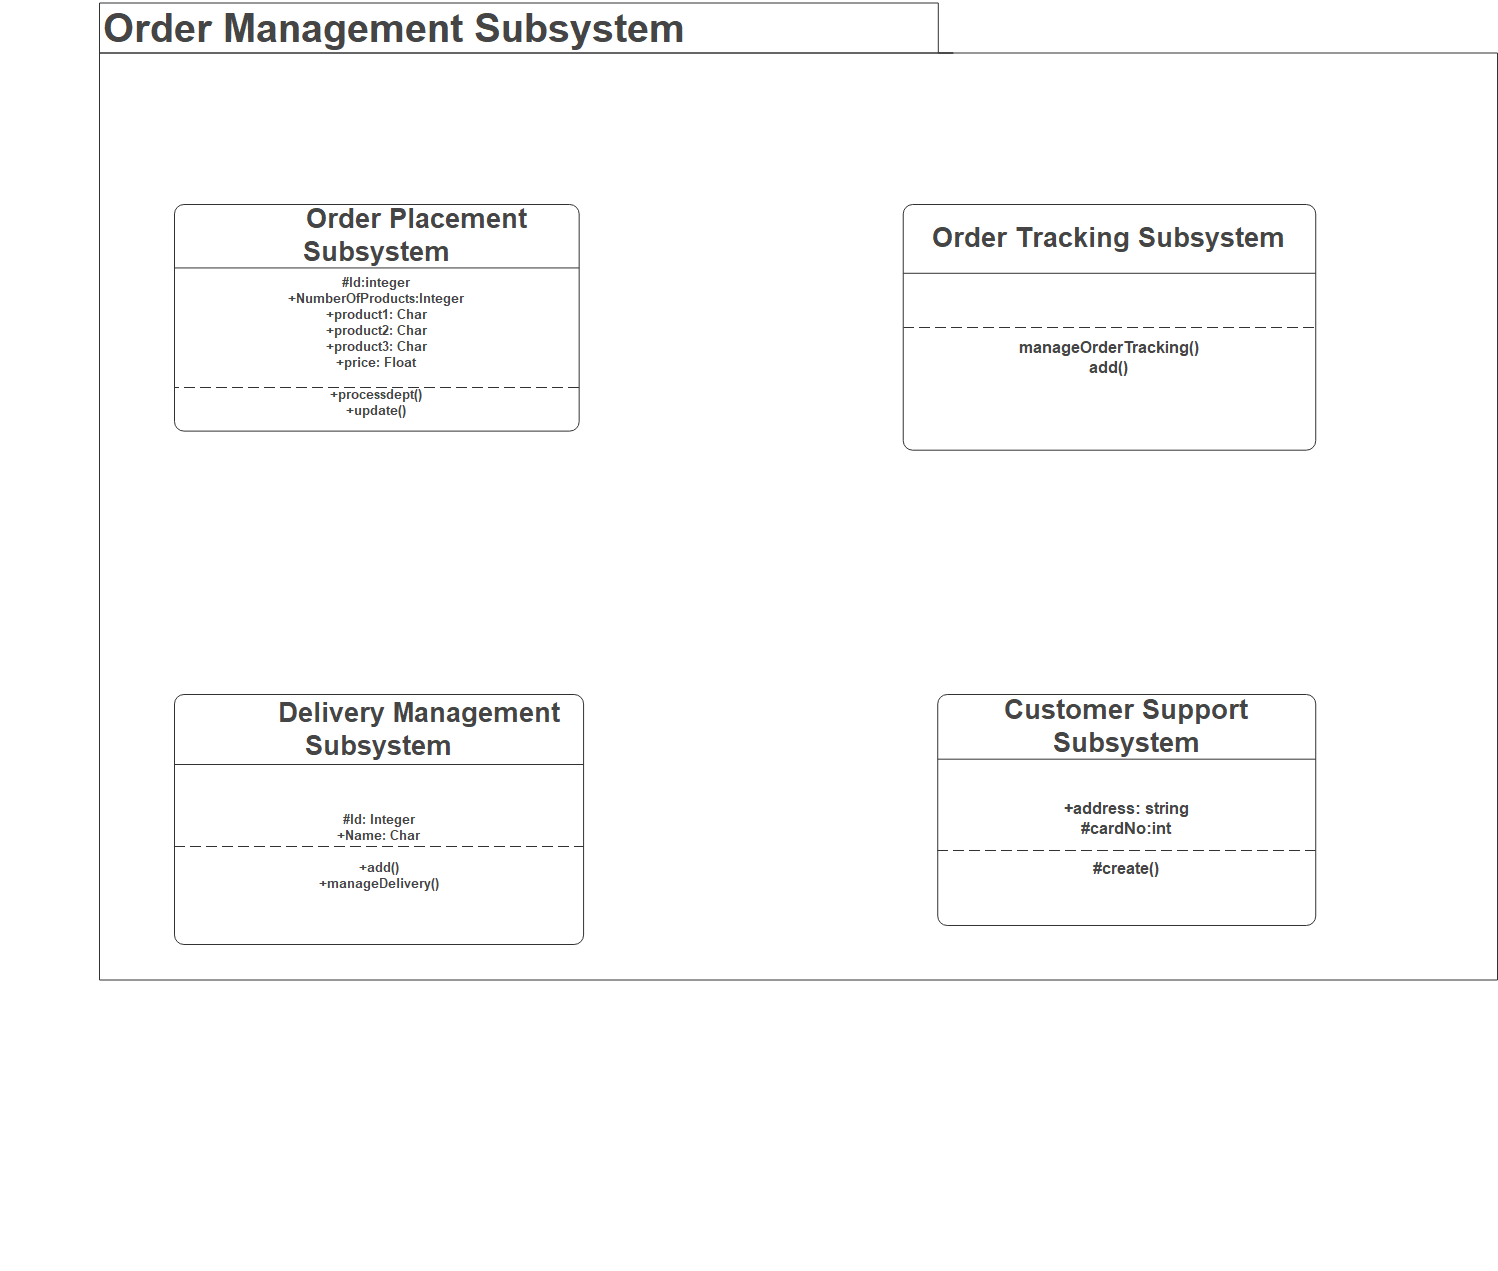 Order Management Subsystem
Order Placement
Subsystem
#Id:integer
+NumberOfProducts:Integer
+product1: Char
+product2: Char
+product3: Char
+price: Float
+processdept()
+update()
Order Tracking Subsystem
manageOrderTracking()
add()
Delivery Management
Subsystem
#Id: Integer
+Name: Char
+add()
+manageDelivery()
Customer Support
Subsystem
+address: string
#cardNo:int
#create()